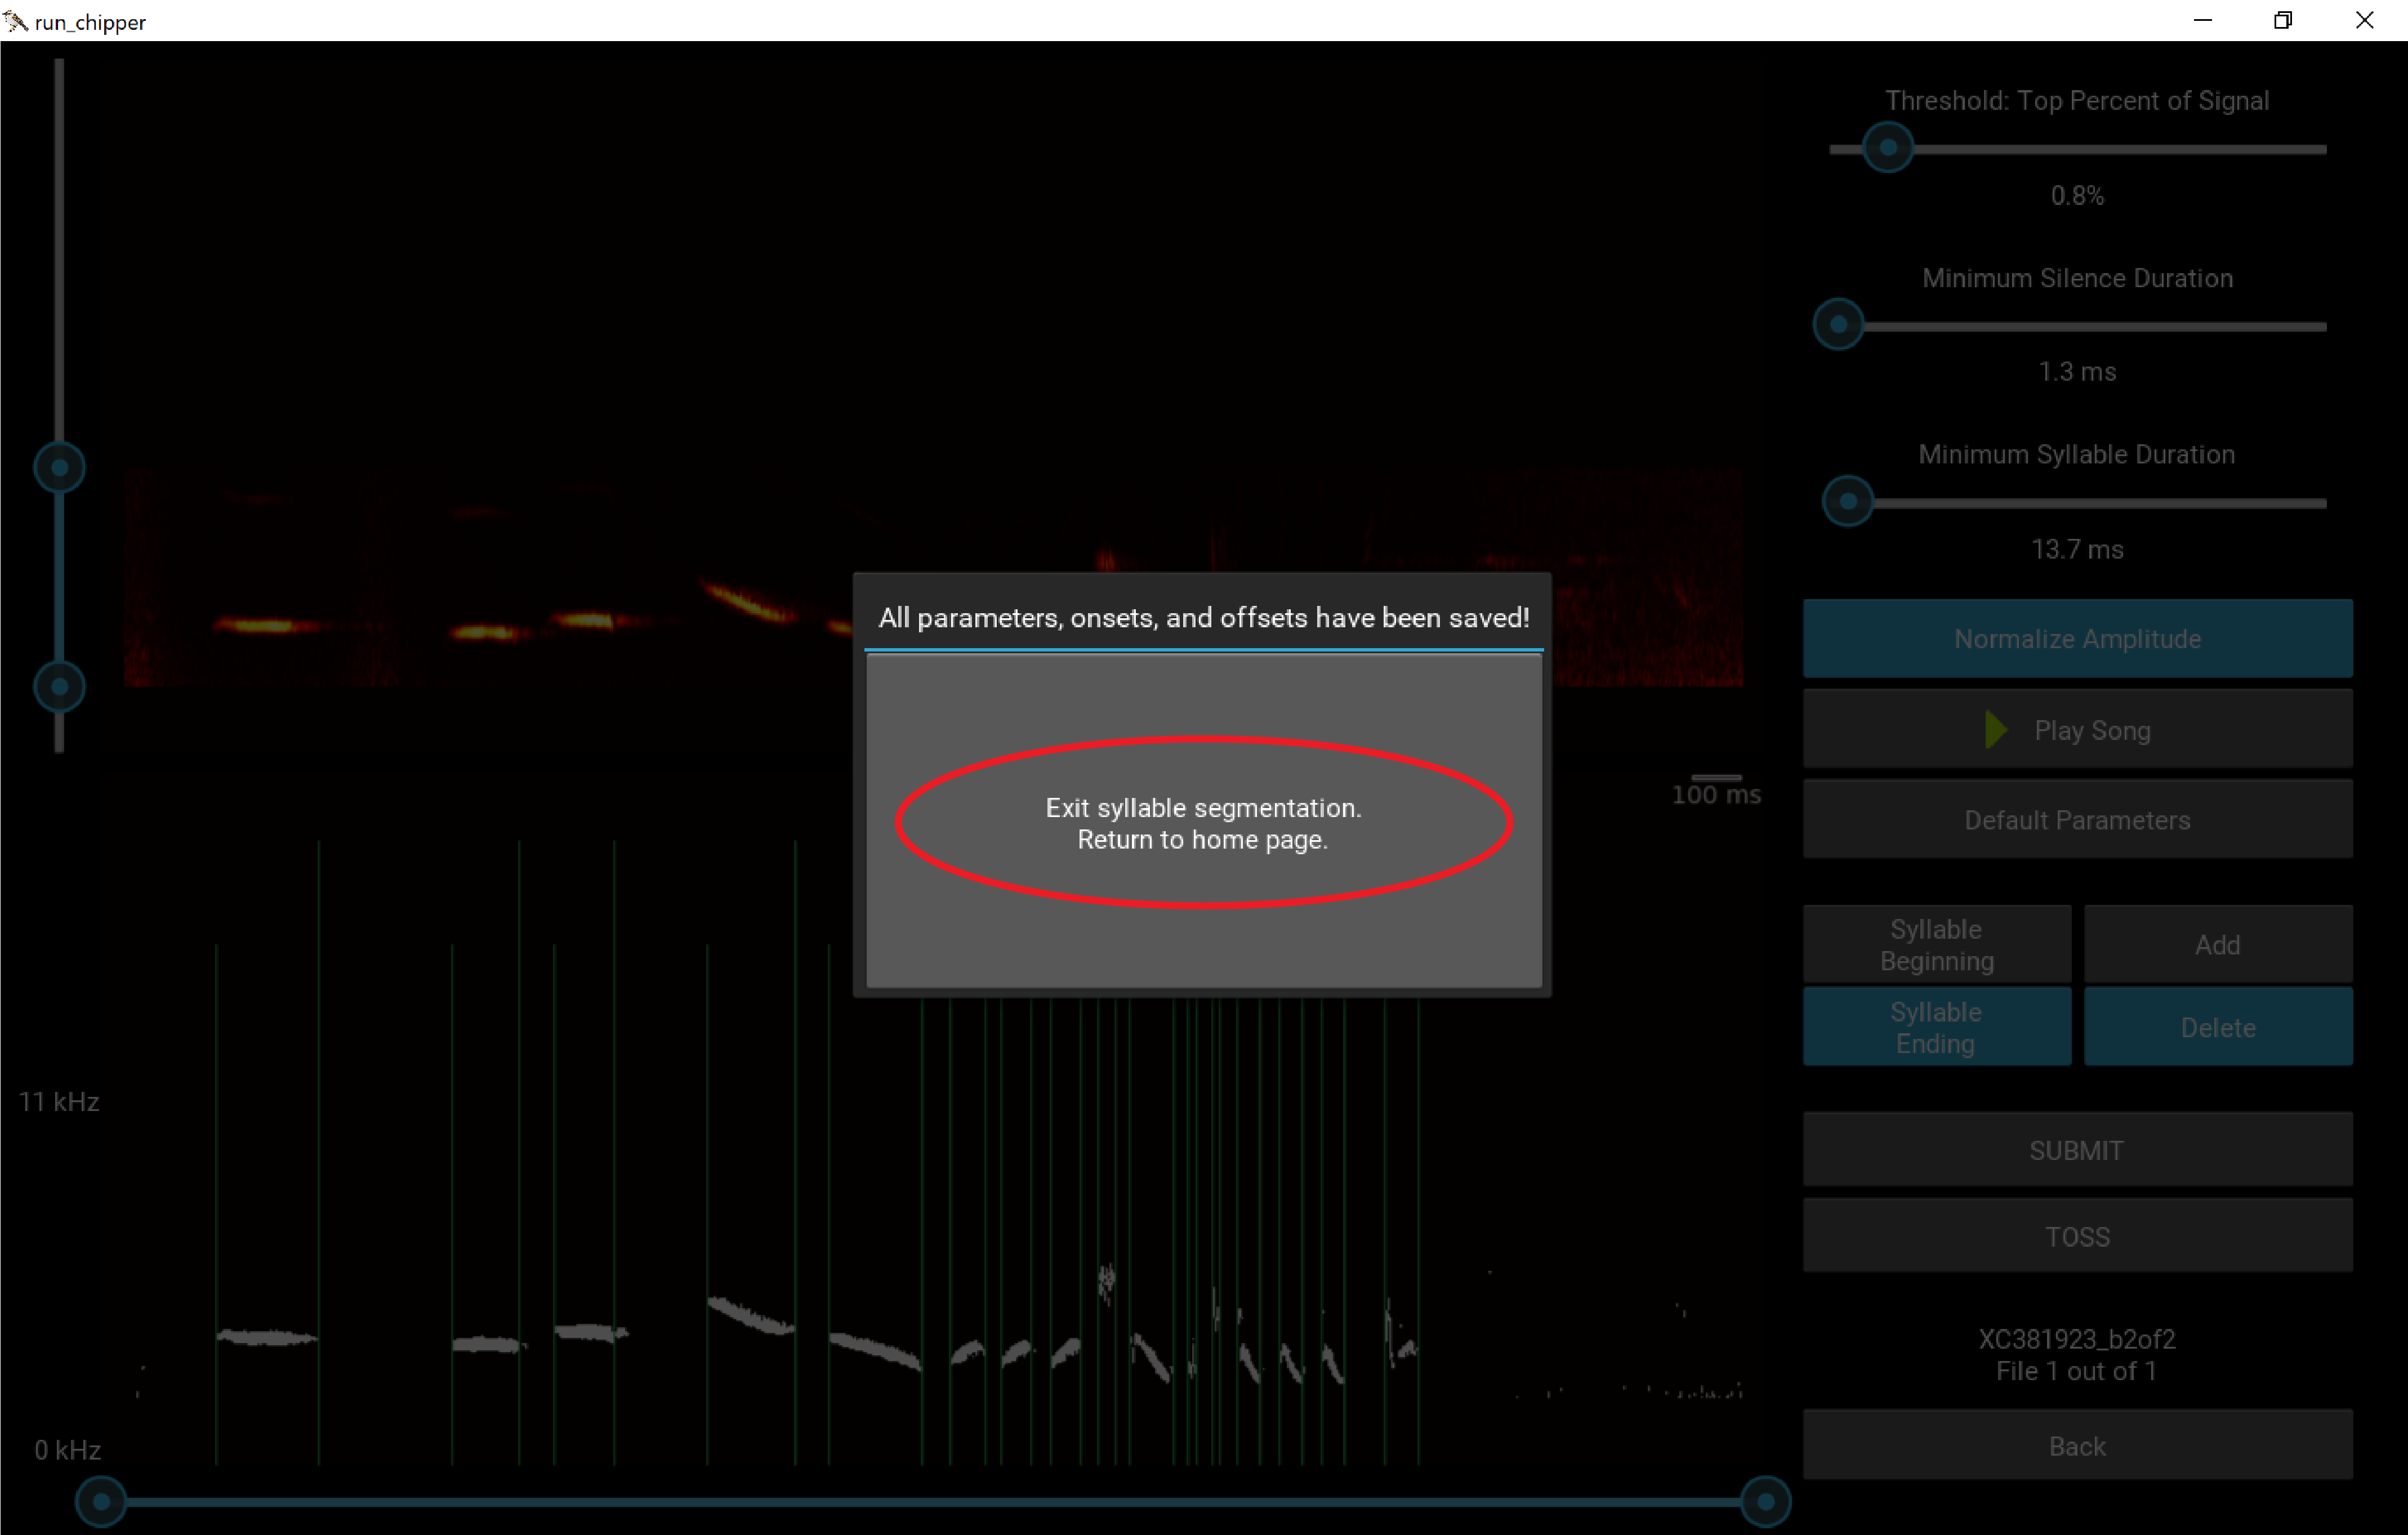 run_chipper
Threshold: Top Percent of Signal
0.8%
Minimum Silence Duration
1.3 ms
Minimum Syllable Duration
13.7 ms
Normalize Amplitude
Play Song
Default Parameters
Syllable
Beginning
Add
Syllable
Ending
Delete
SUBMIT
TOSS
XC381923_b2of2
File 1 out of 1
Back
All parameters, onsets, and offsets have been saved!
Exit syllable segmentation.
Return to home page.
100 ms
11 kHz
0 kHz